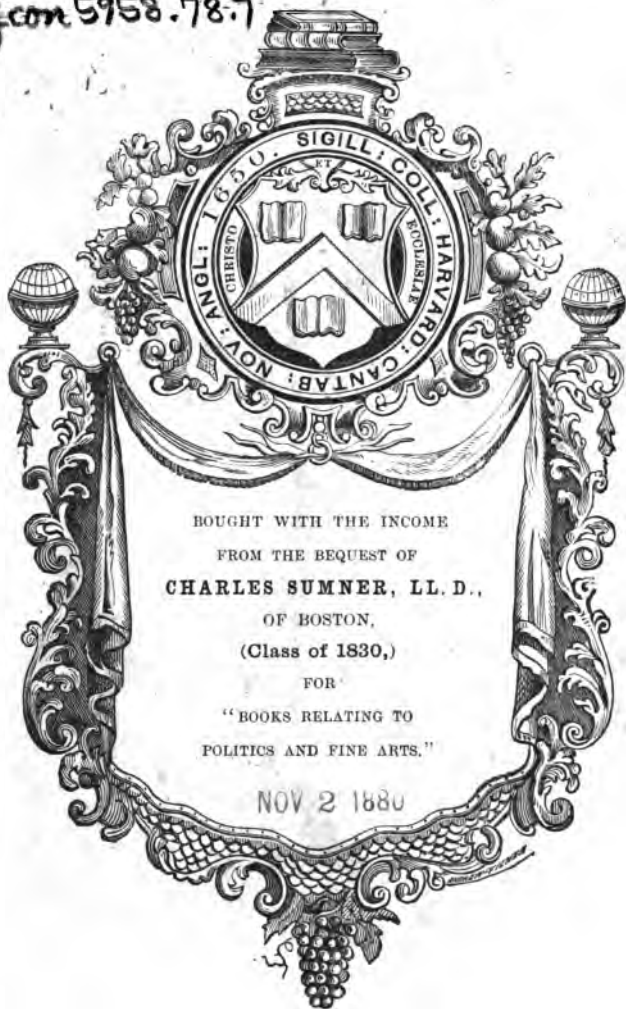 con 5958.78.7
SIGILL: COLL: HARVARD: CANTAB: NOV: ANGL: 1650.
ET
CHRISTO
ECCLESIAE
BOUGHT WITH THE INCOME
FROM THE BEQUEST OF
CHARLES SUMNER, LL. D.,
OF BOSTON,
(Class of 1830,)
FOR
"BOOKS RELATING TO
POLITICS AND FINE ARTS."
NOV 2 1880